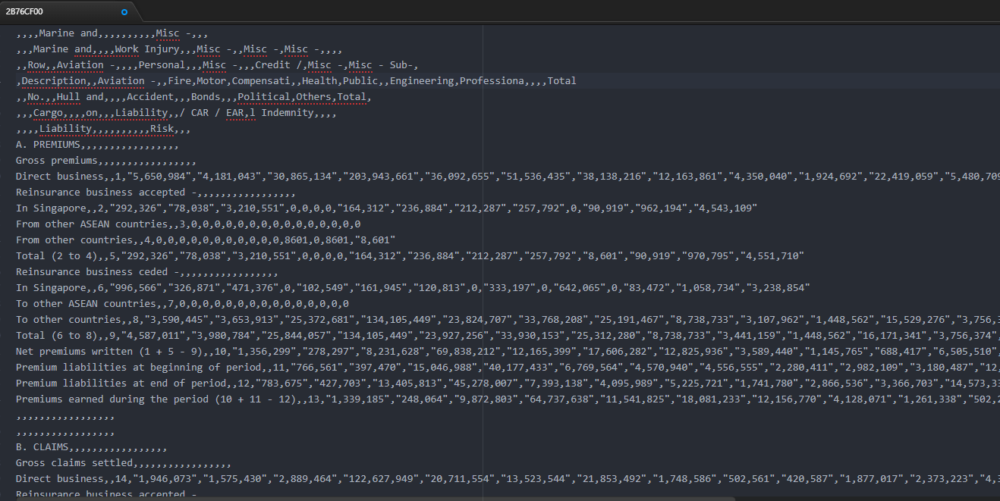 2B76CF00
,,,,Marine and,,,,,,,,,,Misc -,,,
,,,Marine and,,,,Work Injury,,,Misc -,,Misc -,Misc -,,,,
,,Row,,Aviation -,,,,Personal,,,Misc -,,,Credit /,Misc -,Misc - Sub-,
,Description,,Aviation -,,Fire,Motor,Compensati,,Health,Public,,Engineering,Professiona,,,,Total
,,No.,,Hull and,,,,Accident,,,Bonds,,,Political,Others,Total,
,,,Cargo,,,,on,,,Liability,,/ CAR / EAR,l Indemnity,,,,
,,,,Liability,,,,,,,,,,Risk,,,
A. PREMIUMS,,,,,,,,,,,,,,,,,
Gross premiums,,,,,,,,,,,,,,,,,
Direct business,,1,"5,650,984","4,181,043","30,865,134","203,943,661","36,092,655","51,536,435","38,138,216","12,163,861","4,350,040","1,924,692","22,419,059","5,480,709
Reinsurance business accepted -,,,,,,,,,,,,,,,,,
In Singapore,,2,"292,326","78,038","3,210,551",0,0,0,0,"164,312","236,884","212,287","257,792",0,"90,919","962,194","4,543,109"
From other ASEAN countries,,3,0,0,0,0,0,0,0,0,0,0,0,0,0,0,0
From other countries,,4,0,0,0,0,0,0,0,0,0,0,0,8601,0,8601,"8,601"
Total (2 to 4),,5,"292,326","78,038","3,210,551",0,0,0,0,"164,312","236,884","212,287","257,792","8,601","90,919","970,795","4,551,710"
Reinsurance business ceded -,,,,,,,,,,,,,,,,,
In Singapore,,6,"996,566","326,871","471,376",0,"102,549","161,945","120,813",0,"333,197",0,"642,065",0,"83,472","1,058,734","3,238,854"
To other ASEAN countries,,7,0,0,0,0,0,0,0,0,0,0,0,0,0,0,0
To other countries,,8,"3,590,445","3,653,913","25,372,681","134,105,449","23,824,707","33,768,208","25,191,467","8,738,733","3,107,962","1,448,562","15,529,276","3,756,3
Total (6 to 8),,9,"4,587,011","3,980,784","25,844,057","134,105,449","23,927,256","33,930,153","25,312,280","8,738,733","3,441,159","1,448,562","16,171,341","3,756,374",
Net premiums written (1 + 5 - 9),,10,"1,356,299","278,297","8,231,628","69,838,212","12,165,399","17,606,282","12,825,936","3,589,440","1,145,765","688,417","6,505,510",
Premium liabilities at beginning of period,,11,"766,561","397,470","15,046,988","40,177,433","6,769,564","4,570,940","4,556,555","2,280,411","2,982,109","3,180,487","12,
Premium liabilities at end of period,,12,"783,675","427,703","13,405,813","45,278,007","7,393,138","4,095,989","5,225,721","1,741,780","2,866,536","3,366,703","14,573,33
Premiums earned during the period (10 + 11 - 12),,13,"1,339,185","248,064","9,872,803","64,737,638","11,541,825","18,081,233","12,156,770","4,128,071","1,261,338","502,2
,,,,,,,,,,,,,,,,,
,,,,,,,,,,,,,,,,,
B. CLAIMS,,,,,,,,,,,,,,,,,
Gross claims settled,,,,,,,,,,,,,,,,,
Direct business,,14,"1,946,073","1,575,430","2,889,464","122,627,949","20,711,554","13,523,544","21,853,492","1,748,586","502,561","420,587","1,877,017","2,373,223","4,3
Reinsurance business accepted -